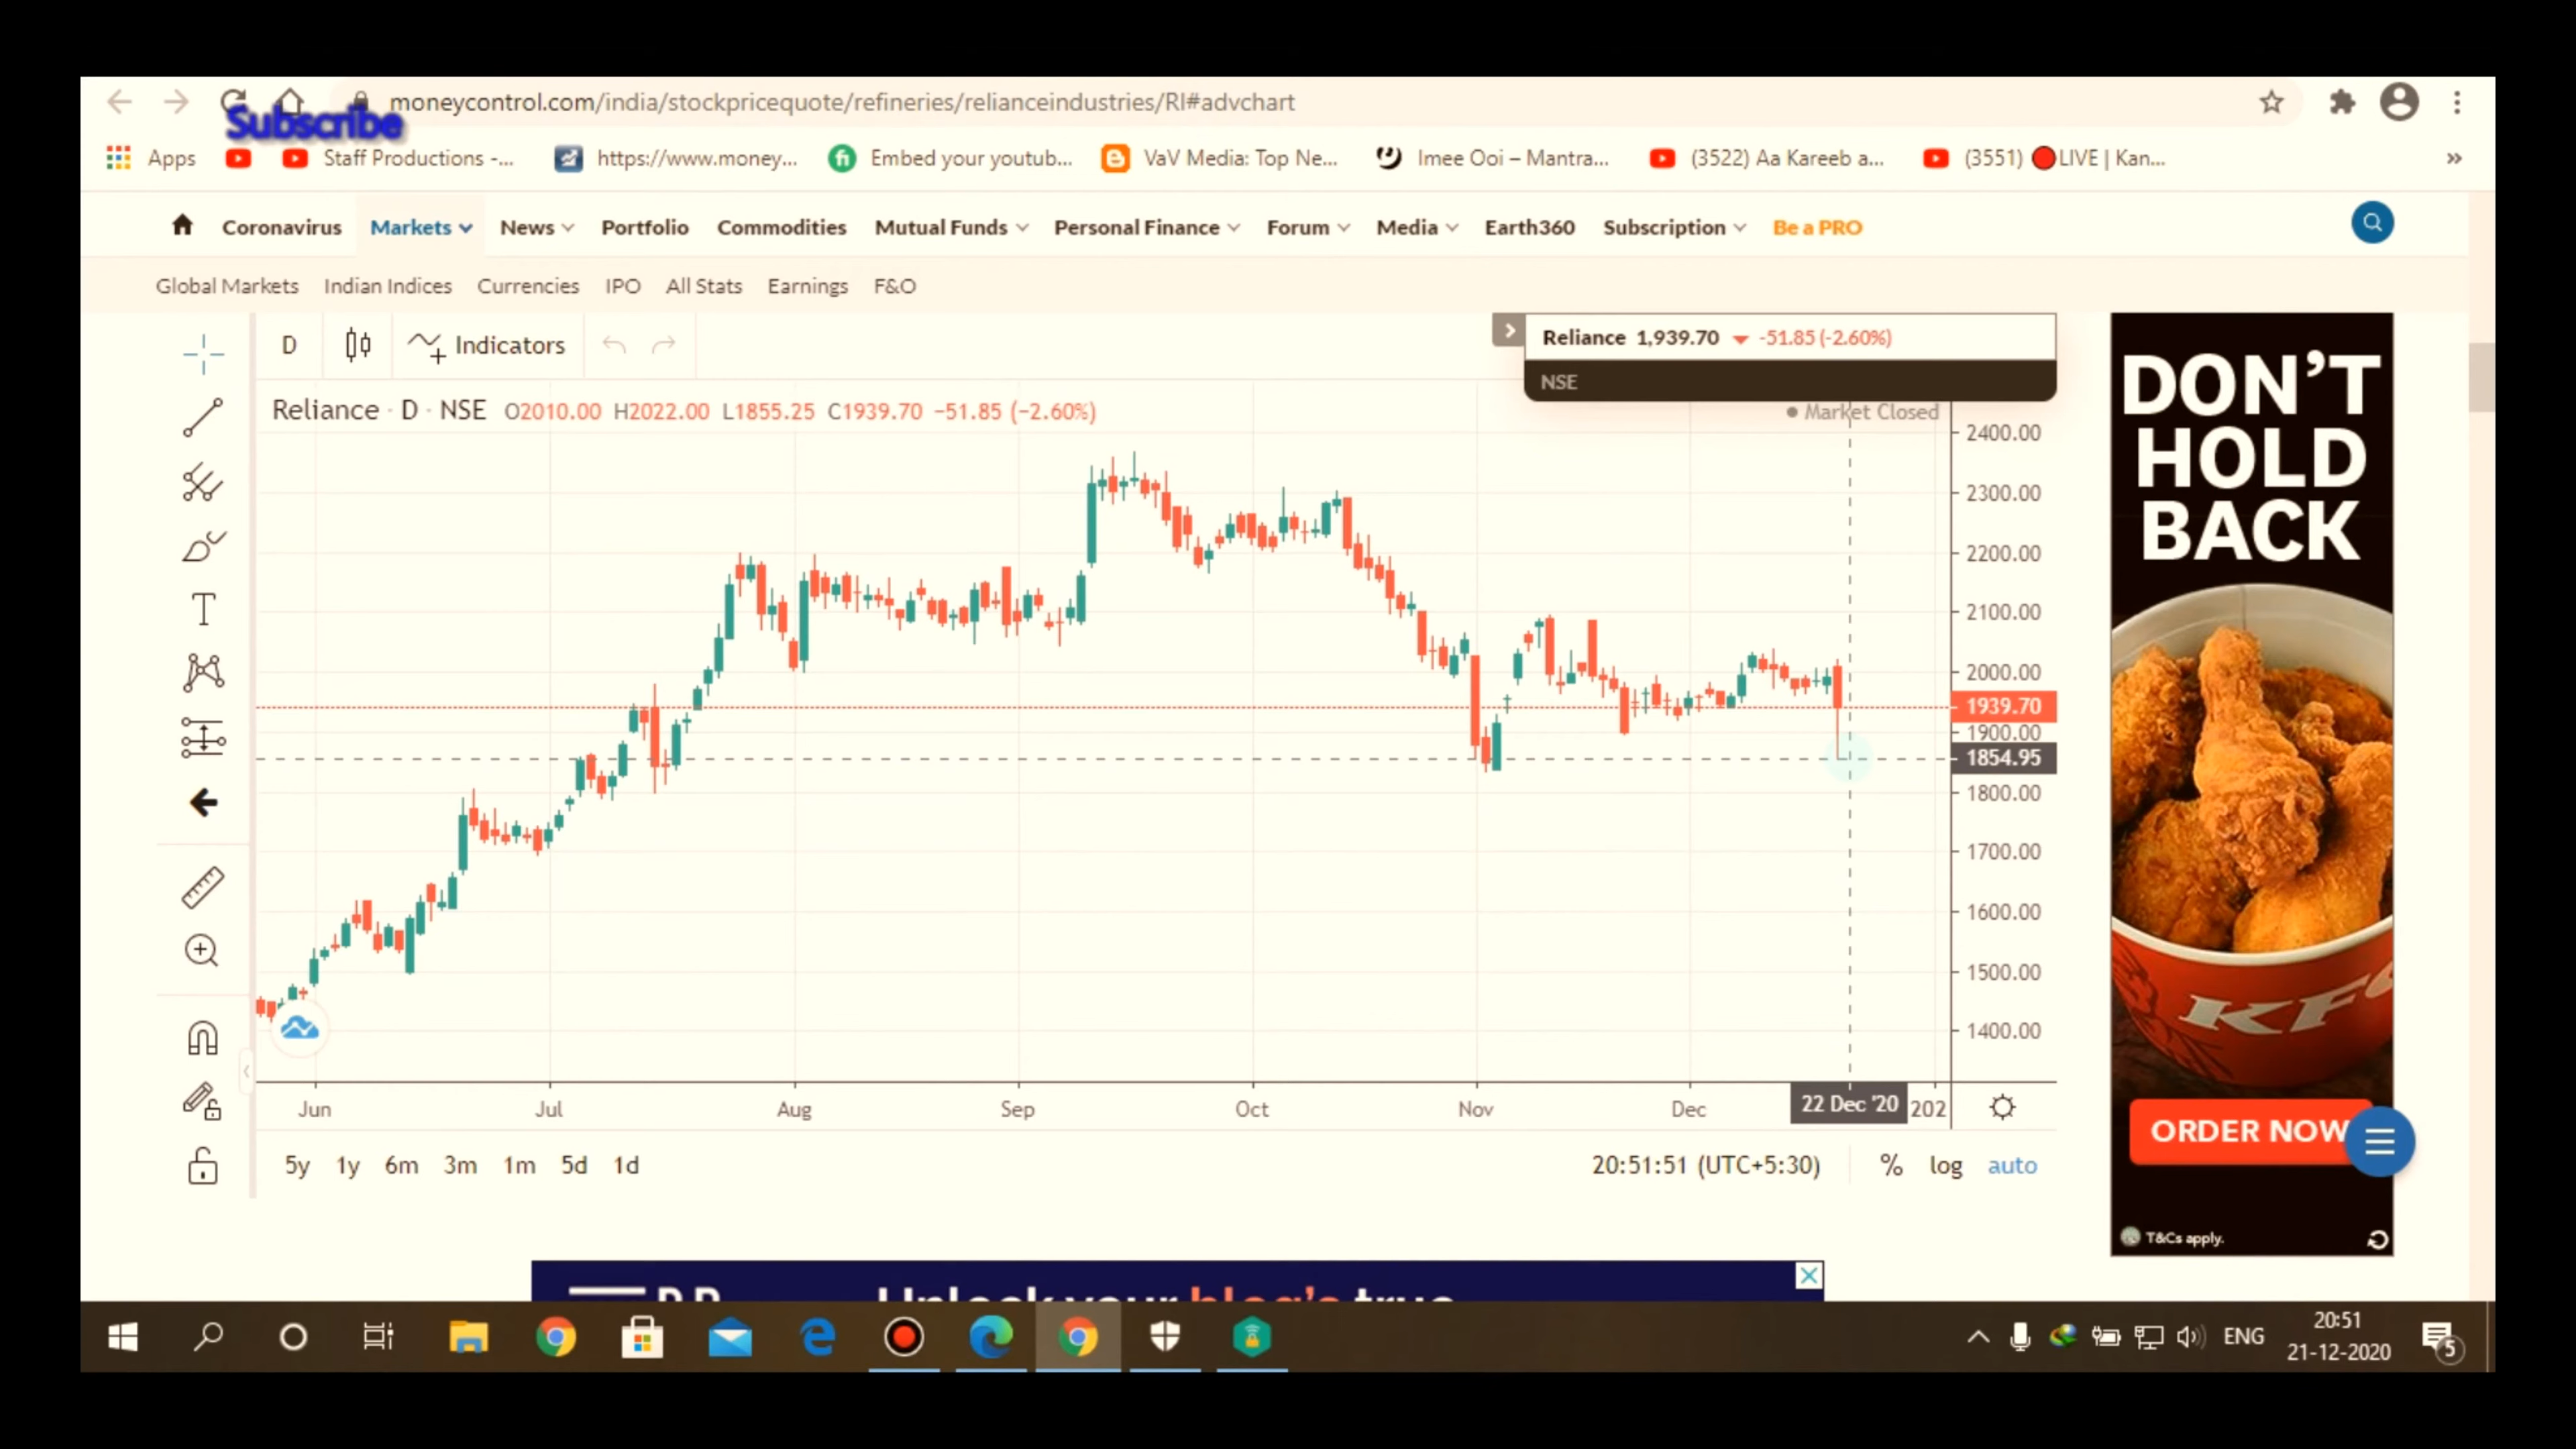 moneycontrol.com/india/stockpricequote/refineries/relianceindustries/RI#advchart
Subscribe
Apps Staff Productions -... https://www.money... Embed your youtub... VaV Media: Top Ne... Imee Ooi – Mantra... (3522) Aa Kareeb a... (3551) LIVE | Kan... »
Coronavirus Markets News Portfolio Commodities Mutual Funds Personal Finance Forum Media Earth360 Subscription Be a PRO
Global Markets Indian Indices Currencies IPO All Stats Earnings F&O
D Indicators
Reliance 1,939.70 -51.85 (-2.60%)
NSE
Reliance · D · NSE O2010.00 H2022.00 L1855.25 C1939.70 −51.85 (−2.60%)
Market Closed
2400.00
2300.00
2200.00
2100.00
2000.00
1939.70
1900.00
1854.95
1800.00
1700.00
1600.00
1500.00
1400.00
Jun Jul Aug Sep Oct Nov Dec 22 Dec '20 202
5y 1y 6m 3m 1m 5d 1d 20:51:51 (UTC+5:30) % log auto
DON'T
HOLD
BACK
KFC
ORDER NOW
T&Cs apply.
Unlock your blog's true
ENG
20:51
21-12-2020
5